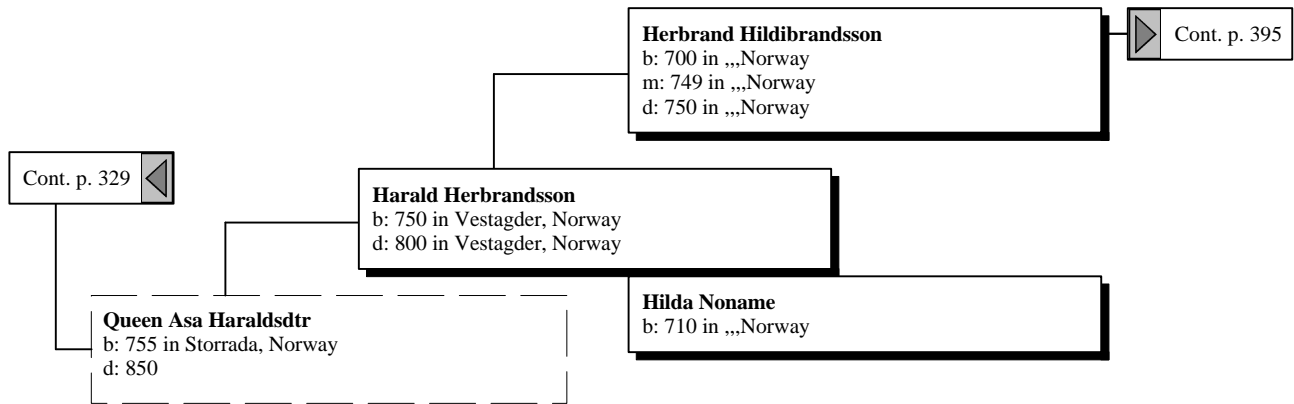 Herbrand Hildibrandsson
b: 700 in ,,,Norway
m: 749 in ,,,Norway
d: 750 in ,,,Norway
Cont. p. 395
Cont. p. 329
Harald Herbrandsson
b: 750 in Vestagder, Norway
d: 800 in Vestagder, Norway
Hilda Noname
b: 710 in ,,,Norway
Queen Asa Haraldsdtr
b: 755 in Storrada, Norway
d: 850